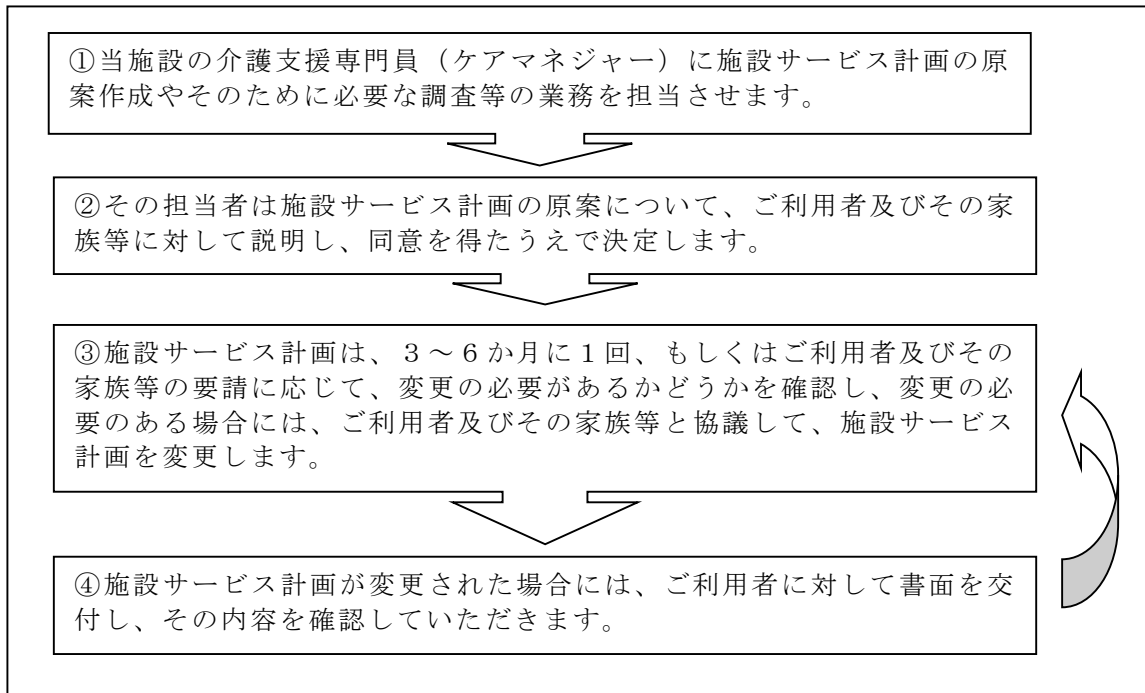 ①当施設の介護支援専門員（ケアマネジャー）に施設サービス計画の原
案作成やそのために必要な調査等の業務を担当させます。
②その担当者は施設サービス計画の原案について、ご利用者及びその家
族等に対して説明し、同意を得たうえで決定します。
③施設サービス計画は、３～６か月に１回、もしくはご利用者及びその
家族等の要請に応じて、変更の必要があるかどうかを確認し、変更の必
要のある場合には、ご利用者及びその家族等と協議して、施設サービス
計画を変更します。
④施設サービス計画が変更された場合には、ご利用者に対して書面を交
付し、その内容を確認していただきます。